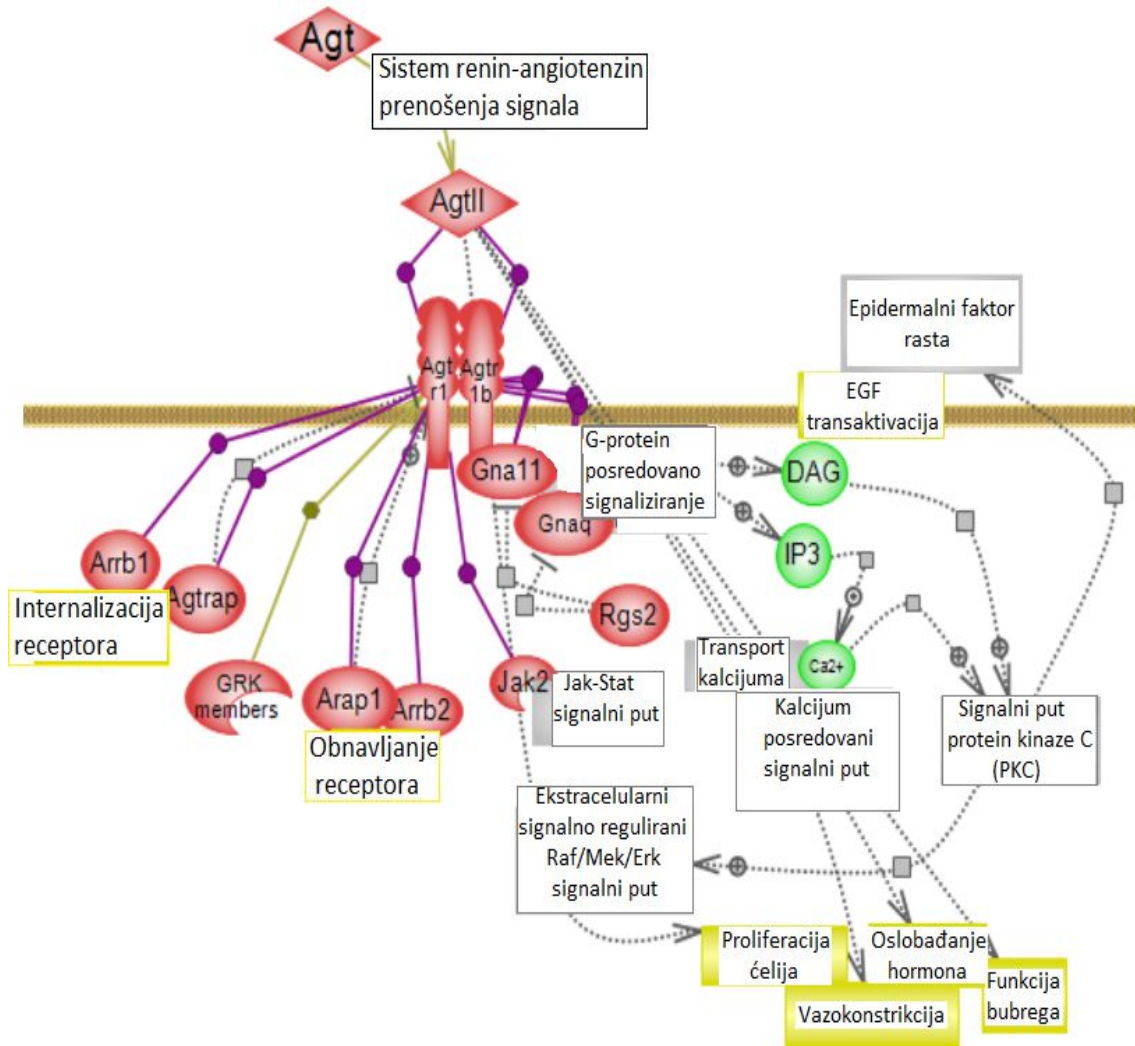 Agt
Sistem renin-angiotenzin
prenošenja signala
AgtII
Agt
r1
Agtr
1b
Epidermalni faktor
rasta
EGF
transaktivacija
Gna11
Gnaq
G-protein
posredovano
signaliziranje
DAG
IP3
Arrb1
Agtrap
Internalizacija
receptora
Rgs2
GRK
members
Arap1
Arrb2
Obnavljanje
receptora
Jak2
Jak-Stat
signalni put
Transport
kalcijuma
Ca2+
Kalcijum
posredovani
signalni put
Signalni put
protein kinaze C
(PKC)
Ekstracelularni
signalno regulirani
Raf/Mek/Erk
signalni put
Proliferacija
ćelija
Oslobađanje
hormona
Funkcija
bubrega
Vazokonstrikcija